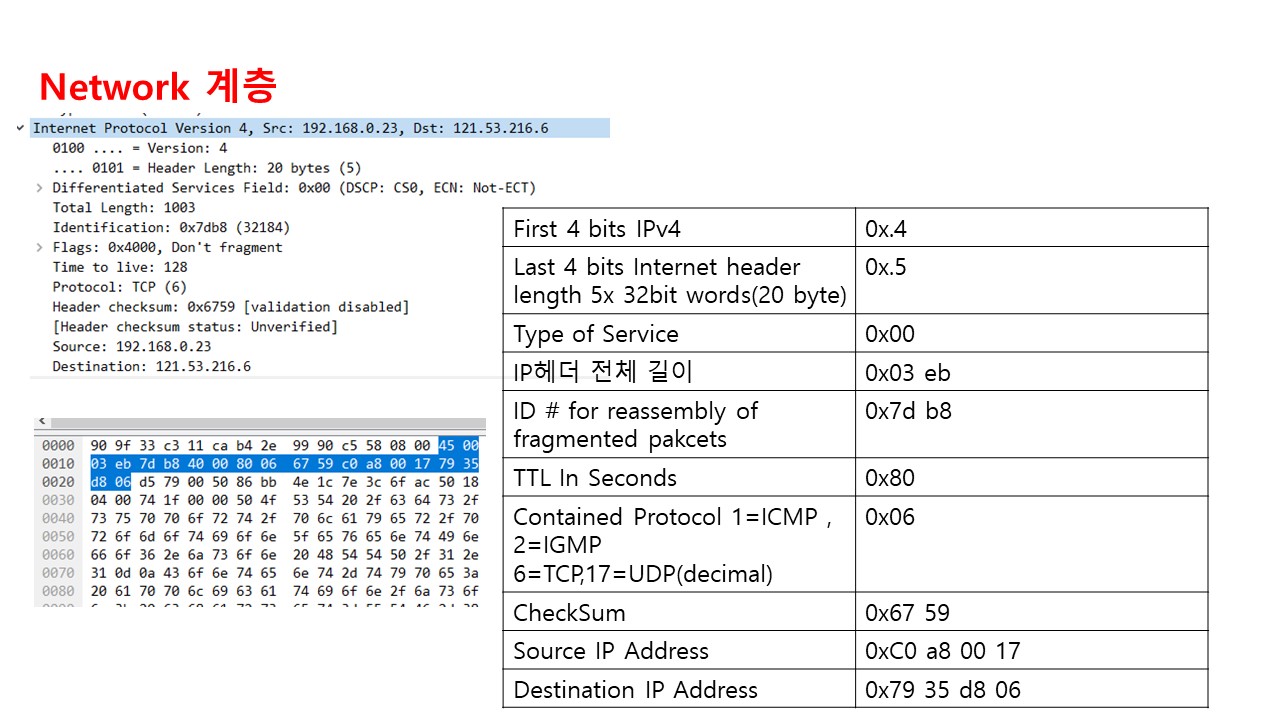 Network 계층
Internet Protocol Version 4, Src: 192.168.0.23, Dst: 121.53.216.6
0100 .... = Version: 4
.... 0101 = Header Length: 20 bytes (5)
Differentiated Services Field: 0x00 (DSCP: CS0, ECN: Not-ECT)
Total Length: 1003
Identification: 0x7db8 (32184)
Flags: 0x4000, Don't fragment
Time to live: 128
Protocol: TCP (6)
Header checksum: 0x6759 [validation disabled]
[Header checksum status: Unverified]
Source: 192.168.0.23
Destination: 121.53.216.6
0000 90 9f 33 c3 11 ca b4 2e 99 90 c5 58 08 00 45 00
0010 03 eb 7d b8 40 00 80 06 67 59 c0 a8 00 17 79 35
0020 d8 06 d5 79 00 50 86 bb 4e 1c 7e 3c 6f ac 50 18
0030 04 00 74 1f 00 00 50 4f 53 54 20 2f 63 64 73 2f
0040 73 75 70 70 6f 72 74 2f 70 6c 61 79 65 72 2f 70
0050 72 6f 6d 6f 74 69 6f 6e 5f 65 76 65 6e 74 49 6e
0060 66 6f 36 2e 6a 73 6f 6e 20 48 54 54 50 2f 31 2e
0070 31 0d 0a 43 6f 6e 74 65 6e 74 2d 74 79 70 65 3a
0080 20 61 70 70 6c 69 63 61 74 69 6f 6e 2f 6a 73 6f
First 4 bits IPv4 0x.4
Last 4 bits Internet header 0x.5
length 5x 32bit words(20 byte)
Type of Service 0x00
IP헤더 전체 길이 0x03 eb
ID # for reassembly of 0x7d b8
fragmented pakcets
TTL In Seconds 0x80
Contained Protocol 1=ICMP , 0x06
2=IGMP
6=TCP,17=UDP(decimal)
CheckSum 0x67 59
Source IP Address 0xC0 a8 00 17
Destination IP Address 0x79 35 d8 06